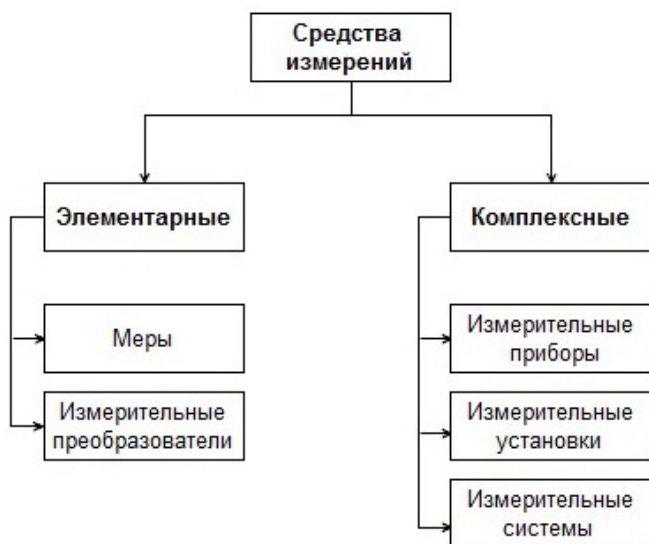 Средства
измерений
Элементарные
Меры
Измерительные
преобразователи
Комплексные
Измерительные
приборы
Измерительные
установки
Измерительные
системы